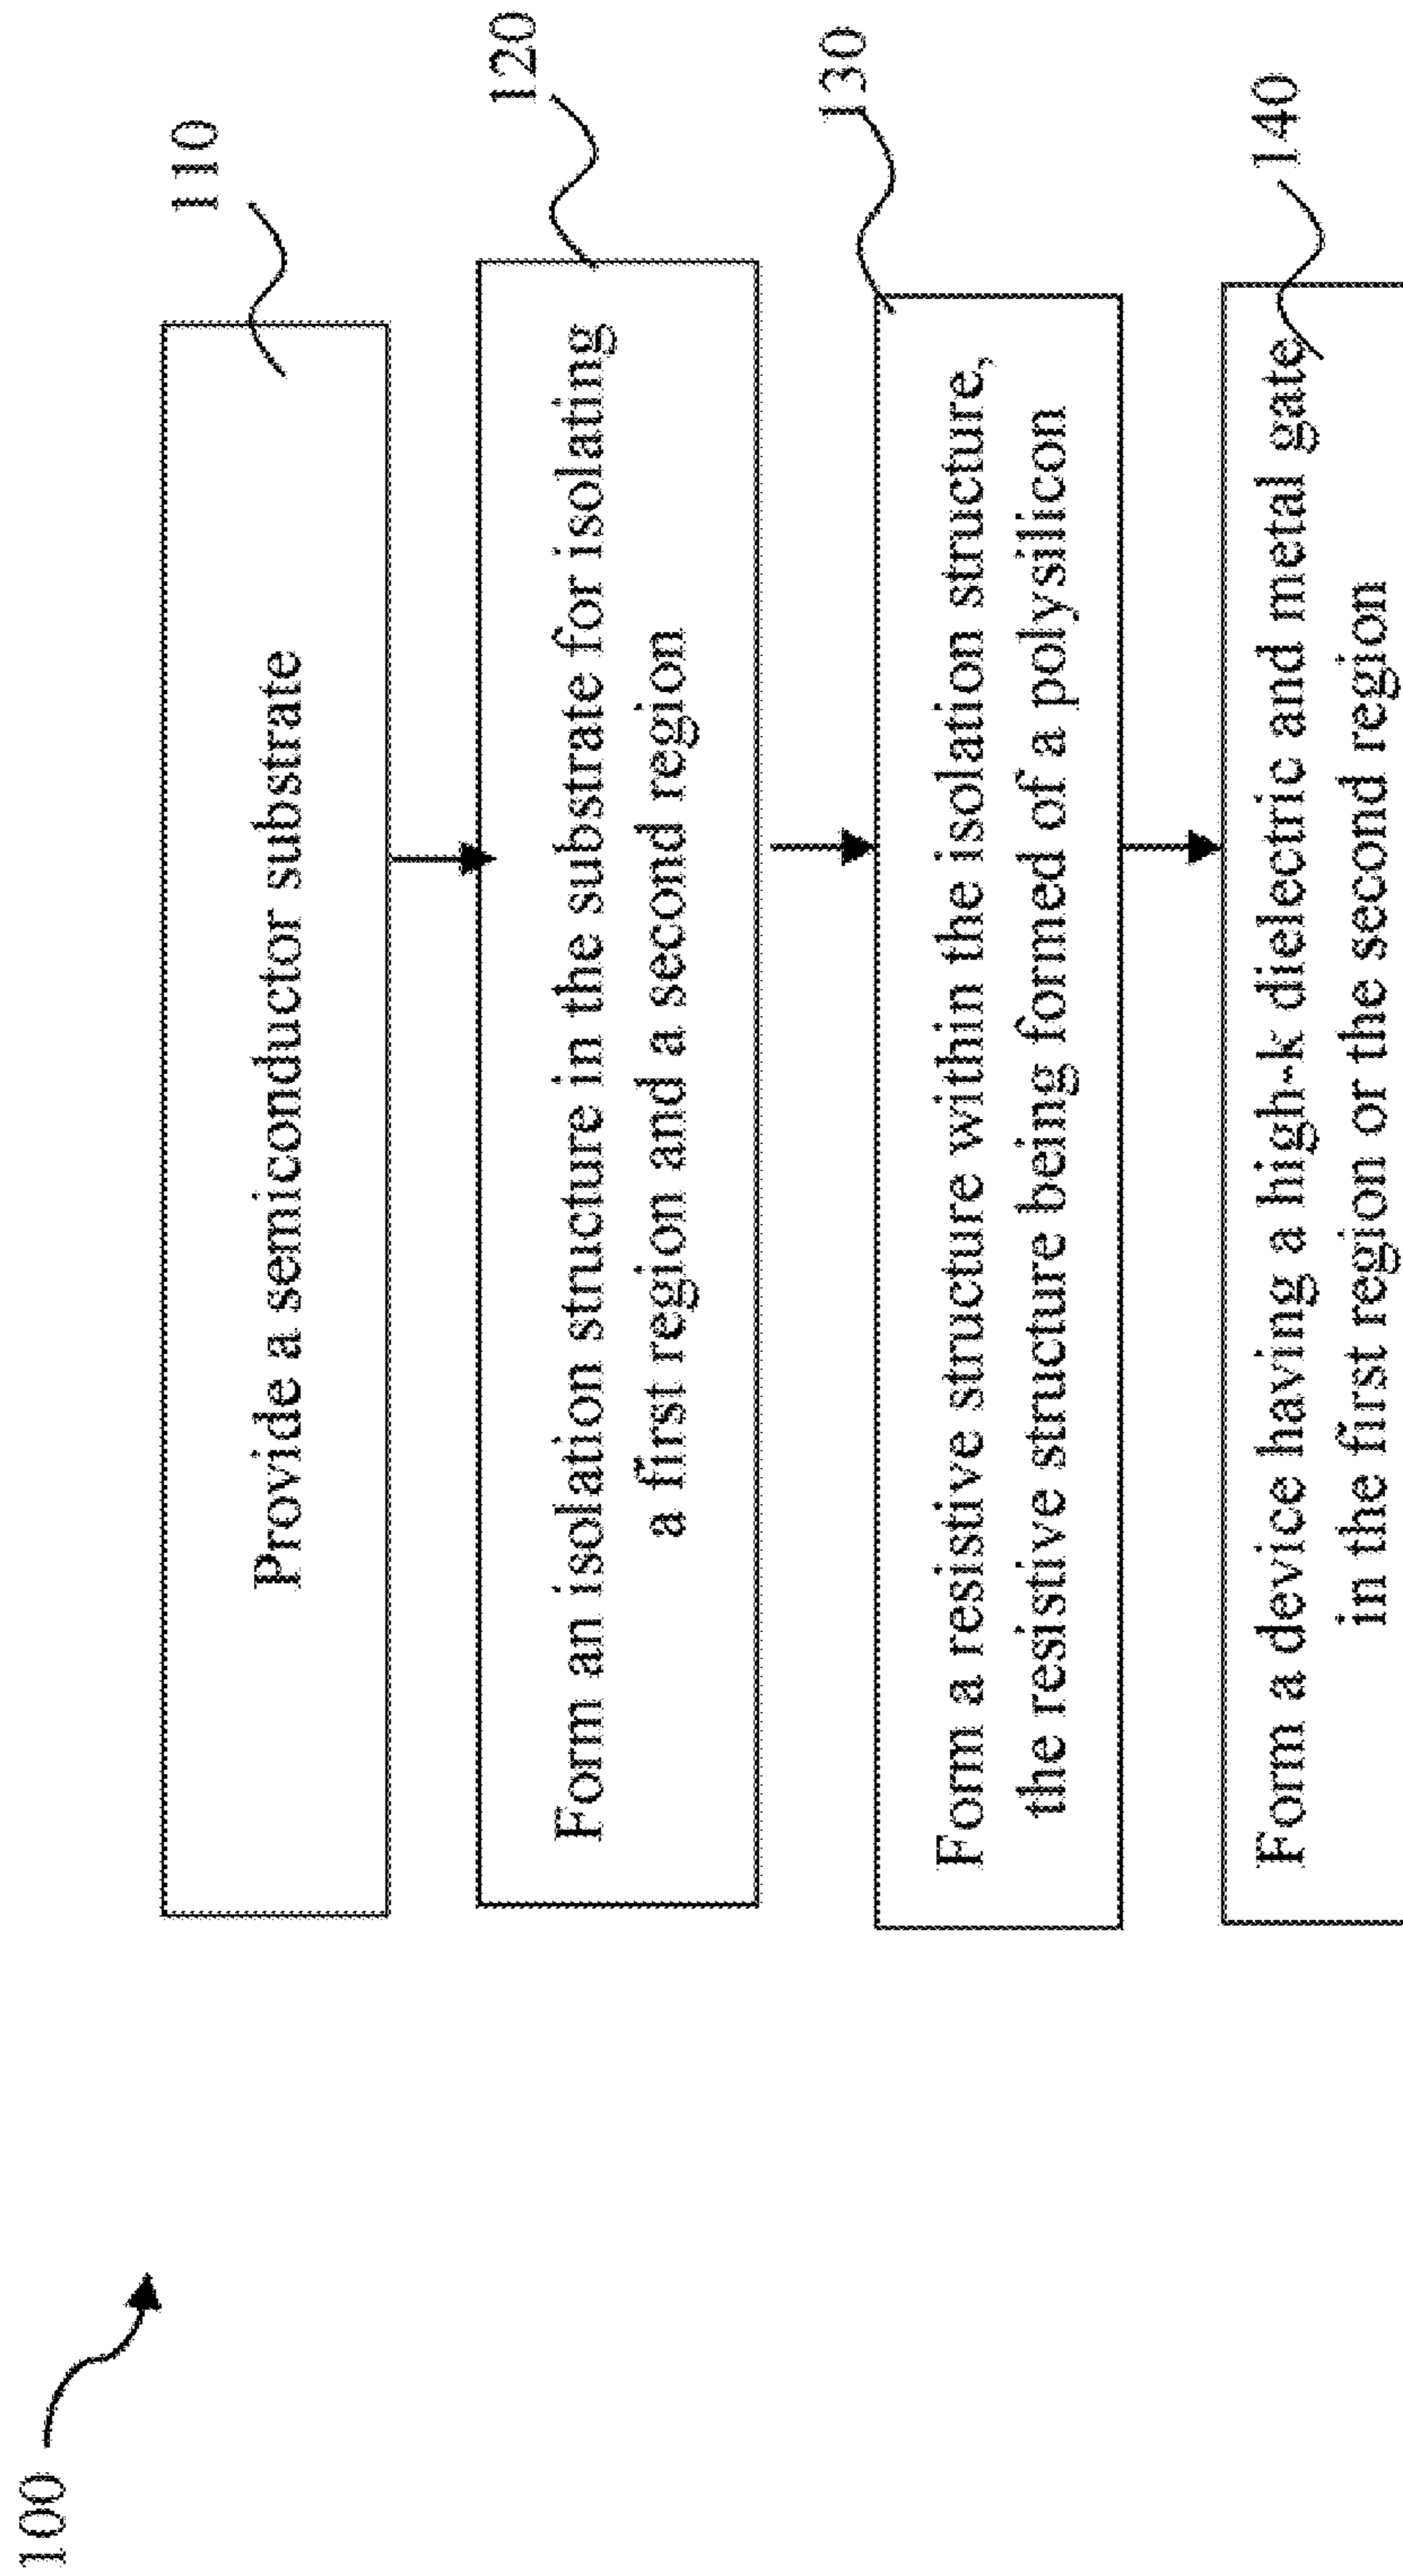 100
110
Provide a semiconductor substrate
120
Form an isolation structure in the substrate for isolating
a first region and a second region
130
Form a resistive structure within the isolation structure,
the resistive structure being formed of a polysilicon
140
Form a device having a high-k dielectric and metal gate
in the first region or the second region